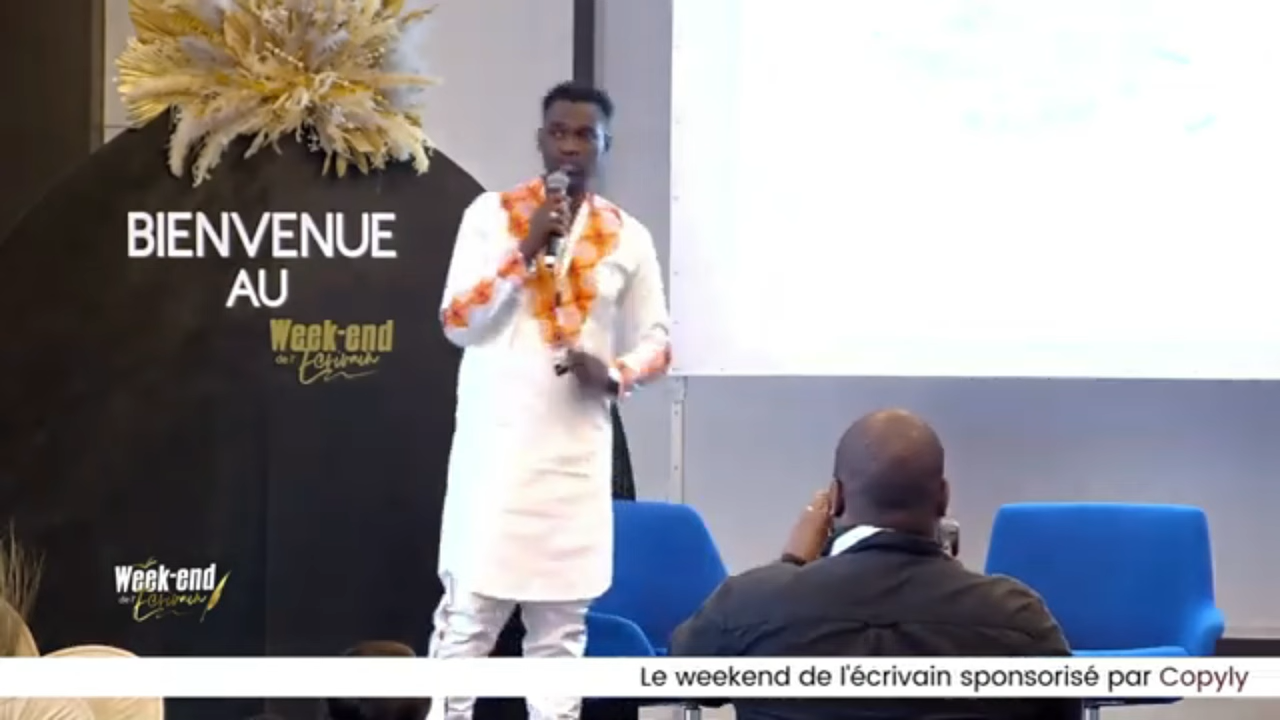 BIENVENUE
AU
Week-end
de l'Écrivain
Week-end
de l'Écrivain
Le weekend de l'écrivain sponsorisé par Copyly